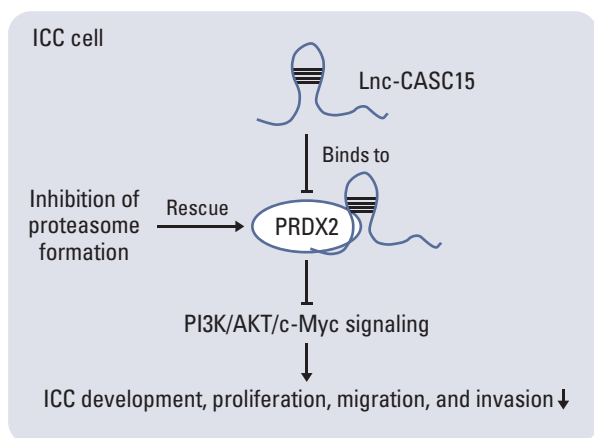 ICC cell
Lnc-CASC15
Binds to
Inhibition of
proteasome
formation
Rescue
PRDX2
PI3K/AKT/c-Myc signaling
ICC development, proliferation, migration, and invasion